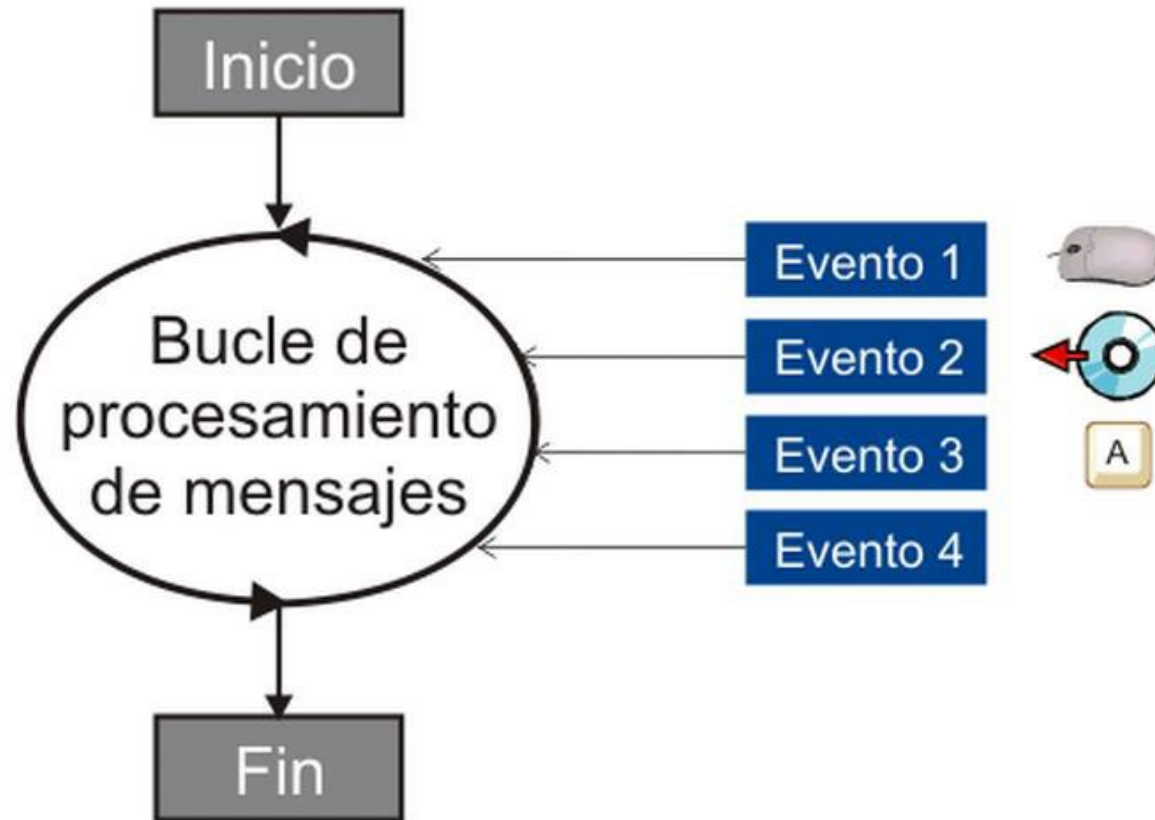 Inicio
Bucle de
procesamiento
de mensajes
Evento 1
Evento 2
Evento 3
A
Evento 4
Fin